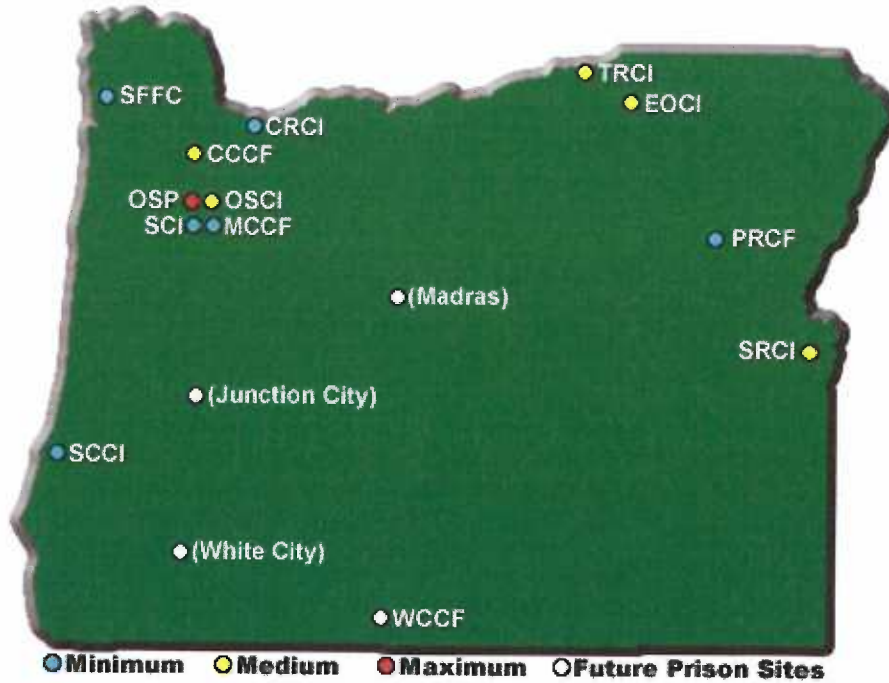 TRCI
SFFC
EOCI
CRCI
CCCF
OSP OSCI
SCI MCCF
PRCF
(Madras)
SRCI
(Junction City)
SCCI
(White City)
WCCF
Minimum Medium Maximum Future Prison Sites